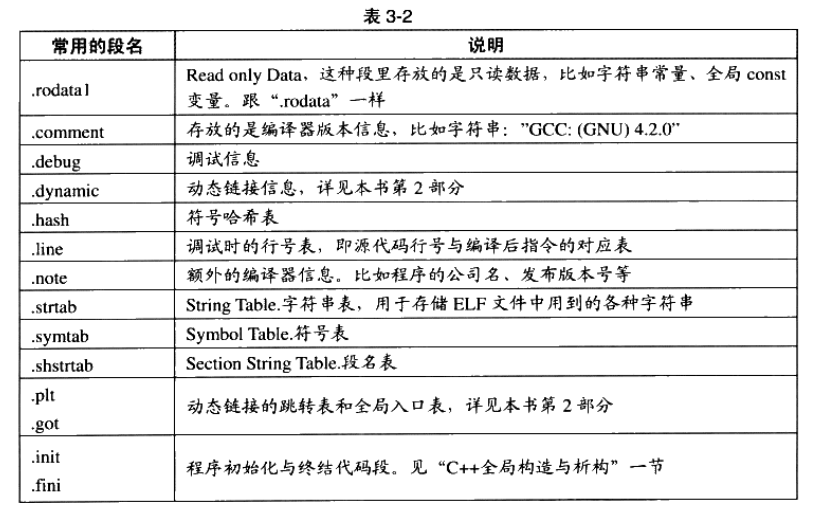 表 3-2
常用的段名 说明
.rodata1 Read only Data, 这种段里存放的是只读数据，比如字符串常量、全局 const
变量。跟 “.rodata” 一样
.comment 存放的是编译器版本信息，比如字符串：”GCC: (GNU) 4.2.0”
.debug 调试信息
.dynamic 动态链接信息，详见本书第 2 部分
.hash 符号哈希表
.line 调试时的行号表，即源代码行号与编译后指令的对应表
.note 额外的编译器信息。比如程序的公司名、发布版本号等
.strtab String Table.字符串表，用于存储 ELF 文件中用到的各种字符串
.symtab Symbol Table.符号表
.shstrtab Section String Table.段名表
.plt
.got
动态链接的跳转表和全局入口表，详见本书第 2 部分
.init
.fini
程序初始化与终结代码段。见 “C++全局构造与析构” 一节